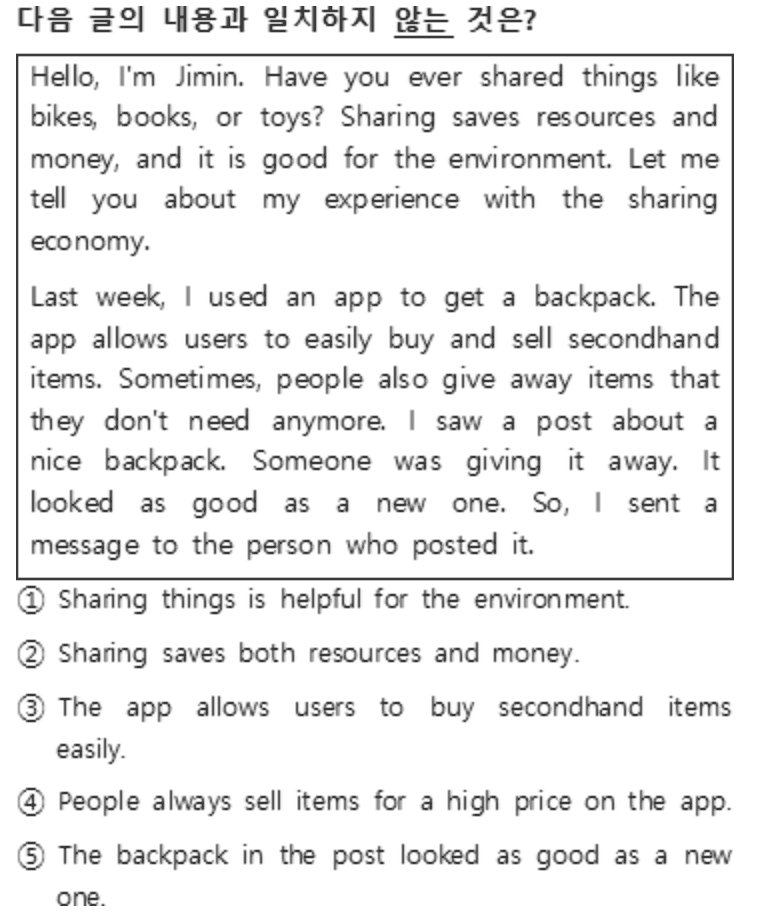 다음 글의 내용과 일치하지 않는 것은?
Hello, I'm Jimin. Have you ever shared things like
bikes, books, or toys? Sharing saves resources and
money, and it is good for the environment. Let me
tell you about my experience with the sharing
economy.
Last week, I used an app to get a backpack. The
app allows users to easily buy and sell secondhand
items. Sometimes, people also give away items that
they don't need anymore. I saw a post about a
nice backpack. Someone was giving it away. It
looked as good as a new one. So, I sent a
message to the person who posted it.
① Sharing things is helpful for the environment.
② Sharing saves both resources and money.
③ The app allows users to buy secondhand items
easily.
④ People always sell items for a high price on the app.
⑤ The backpack in the post looked as good as a new
one.